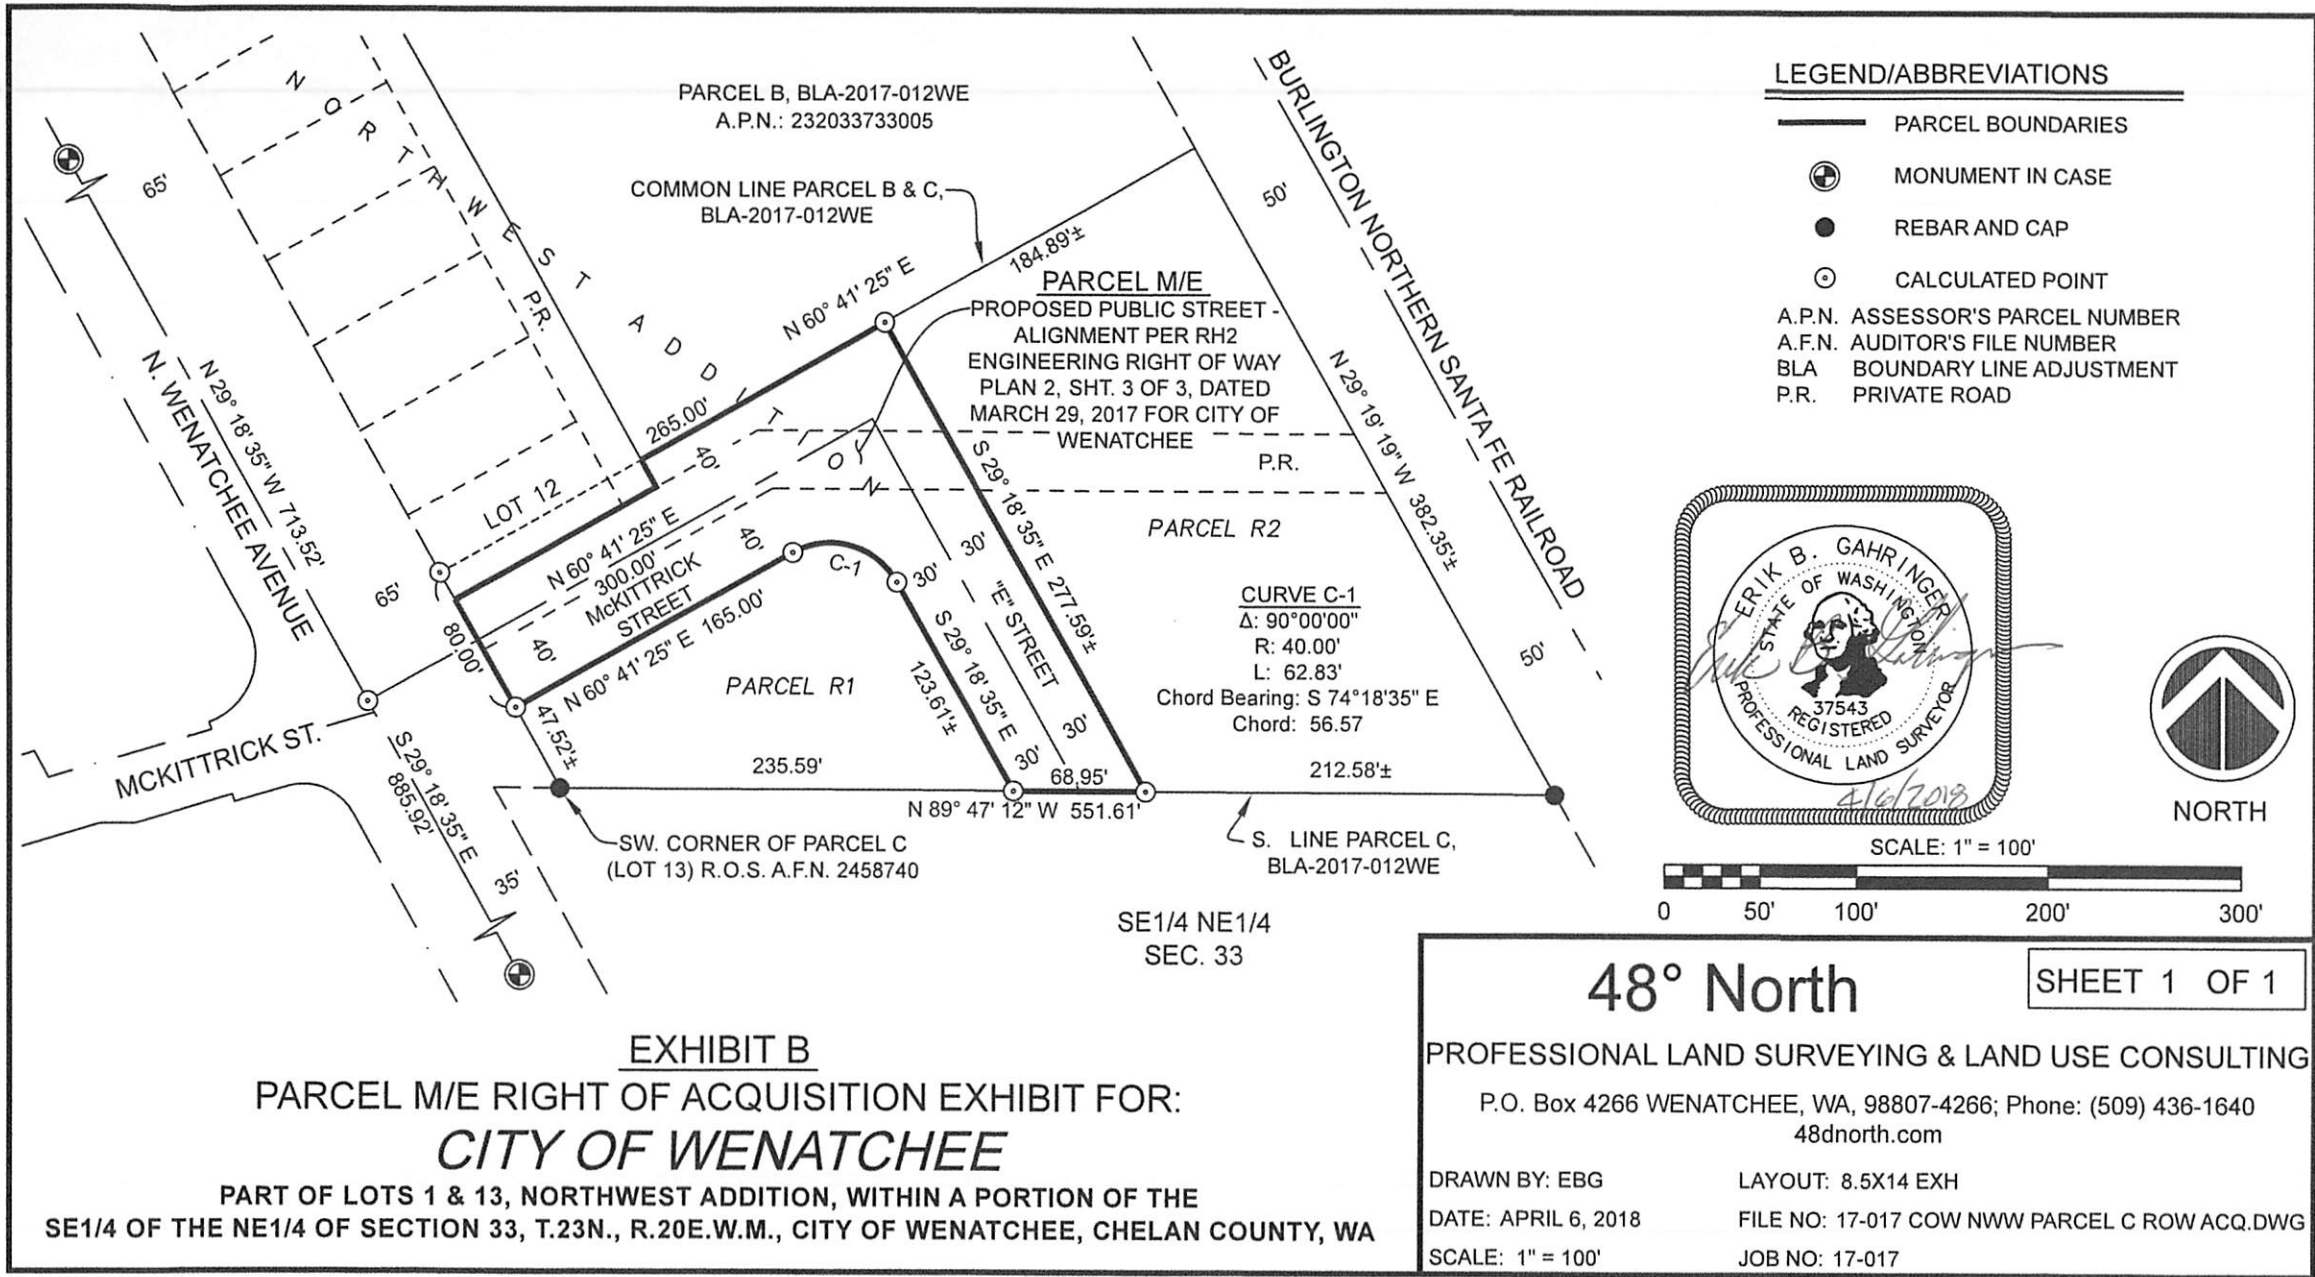 PARCEL B, BLA-2017-012WE
A.P.N.: 232033733005
COMMON LINE PARCEL B & C,
BLA-2017-012WE
NORTHWEST ADDITION
P.R.
65'
N. WENATCHEE AVENUE
N 29° 18' 35" W 713.52'
65'
LOT 12
265.00'
N 60° 41' 25" E
184.89'±
PARCEL M/E
PROPOSED PUBLIC STREET -
ALIGNMENT PER RH2
ENGINEERING RIGHT OF WAY
PLAN 2, SHT. 3 OF 3, DATED
MARCH 29, 2017 FOR CITY OF
WENATCHEE
P.R.
BURLINGTON NORTHERN SANTA FE RAILROAD
50'
N 29° 19' 19" W 382.35'±
50'
40'
N 60° 41' 25" E
300.00'
McKITTRICK
STREET
40'
40'
80.00'
N 60° 41' 25" E 165.00'
C-1
30'
30'
S 29° 18' 35" E 277.59'±
"E" STREET
S 29° 18' 35" E
123.61'±
30'
30'
PARCEL R1
PARCEL R2
CURVE C-1
Δ: 90°00'00"
R: 40.00'
L: 62.83'
Chord Bearing: S 74°18'35" E
Chord: 56.57
MCKITTRICK ST.
47.52'±
235.59'
68.95'
212.58'±
N 89° 47' 12" W 551.61'
S 29° 18' 35" E
885.92'
35'
SW. CORNER OF PARCEL C
(LOT 13) R.O.S. A.F.N. 2458740
S. LINE PARCEL C,
BLA-2017-012WE
SE1/4 NE1/4
SEC. 33
LEGEND/ABBREVIATIONS
PARCEL BOUNDARIES
MONUMENT IN CASE
REBAR AND CAP
CALCULATED POINT
A.P.N. ASSESSOR'S PARCEL NUMBER
A.F.N. AUDITOR'S FILE NUMBER
BLA BOUNDARY LINE ADJUSTMENT
P.R. PRIVATE ROAD
ERIK B. GAHRINGER
STATE OF WASHINGTON
37543
REGISTERED
PROFESSIONAL LAND SURVEYOR
4/6/2018
NORTH
SCALE: 1" = 100'
0 50' 100' 200' 300'
EXHIBIT B
PARCEL M/E RIGHT OF ACQUISITION EXHIBIT FOR:
CITY OF WENATCHEE
PART OF LOTS 1 & 13, NORTHWEST ADDITION, WITHIN A PORTION OF THE
SE1/4 OF THE NE1/4 OF SECTION 33, T.23N., R.20E.W.M., CITY OF WENATCHEE, CHELAN COUNTY, WA
48° North
SHEET 1 OF 1
PROFESSIONAL LAND SURVEYING & LAND USE CONSULTING
P.O. Box 4266 WENATCHEE, WA, 98807-4266; Phone: (509) 436-1640
48dnorth.com
DRAWN BY: EBG
LAYOUT: 8.5X14 EXH
DATE: APRIL 6, 2018
FILE NO: 17-017 COW NWW PARCEL C ROW ACQ.DWG
SCALE: 1" = 100'
JOB NO: 17-017